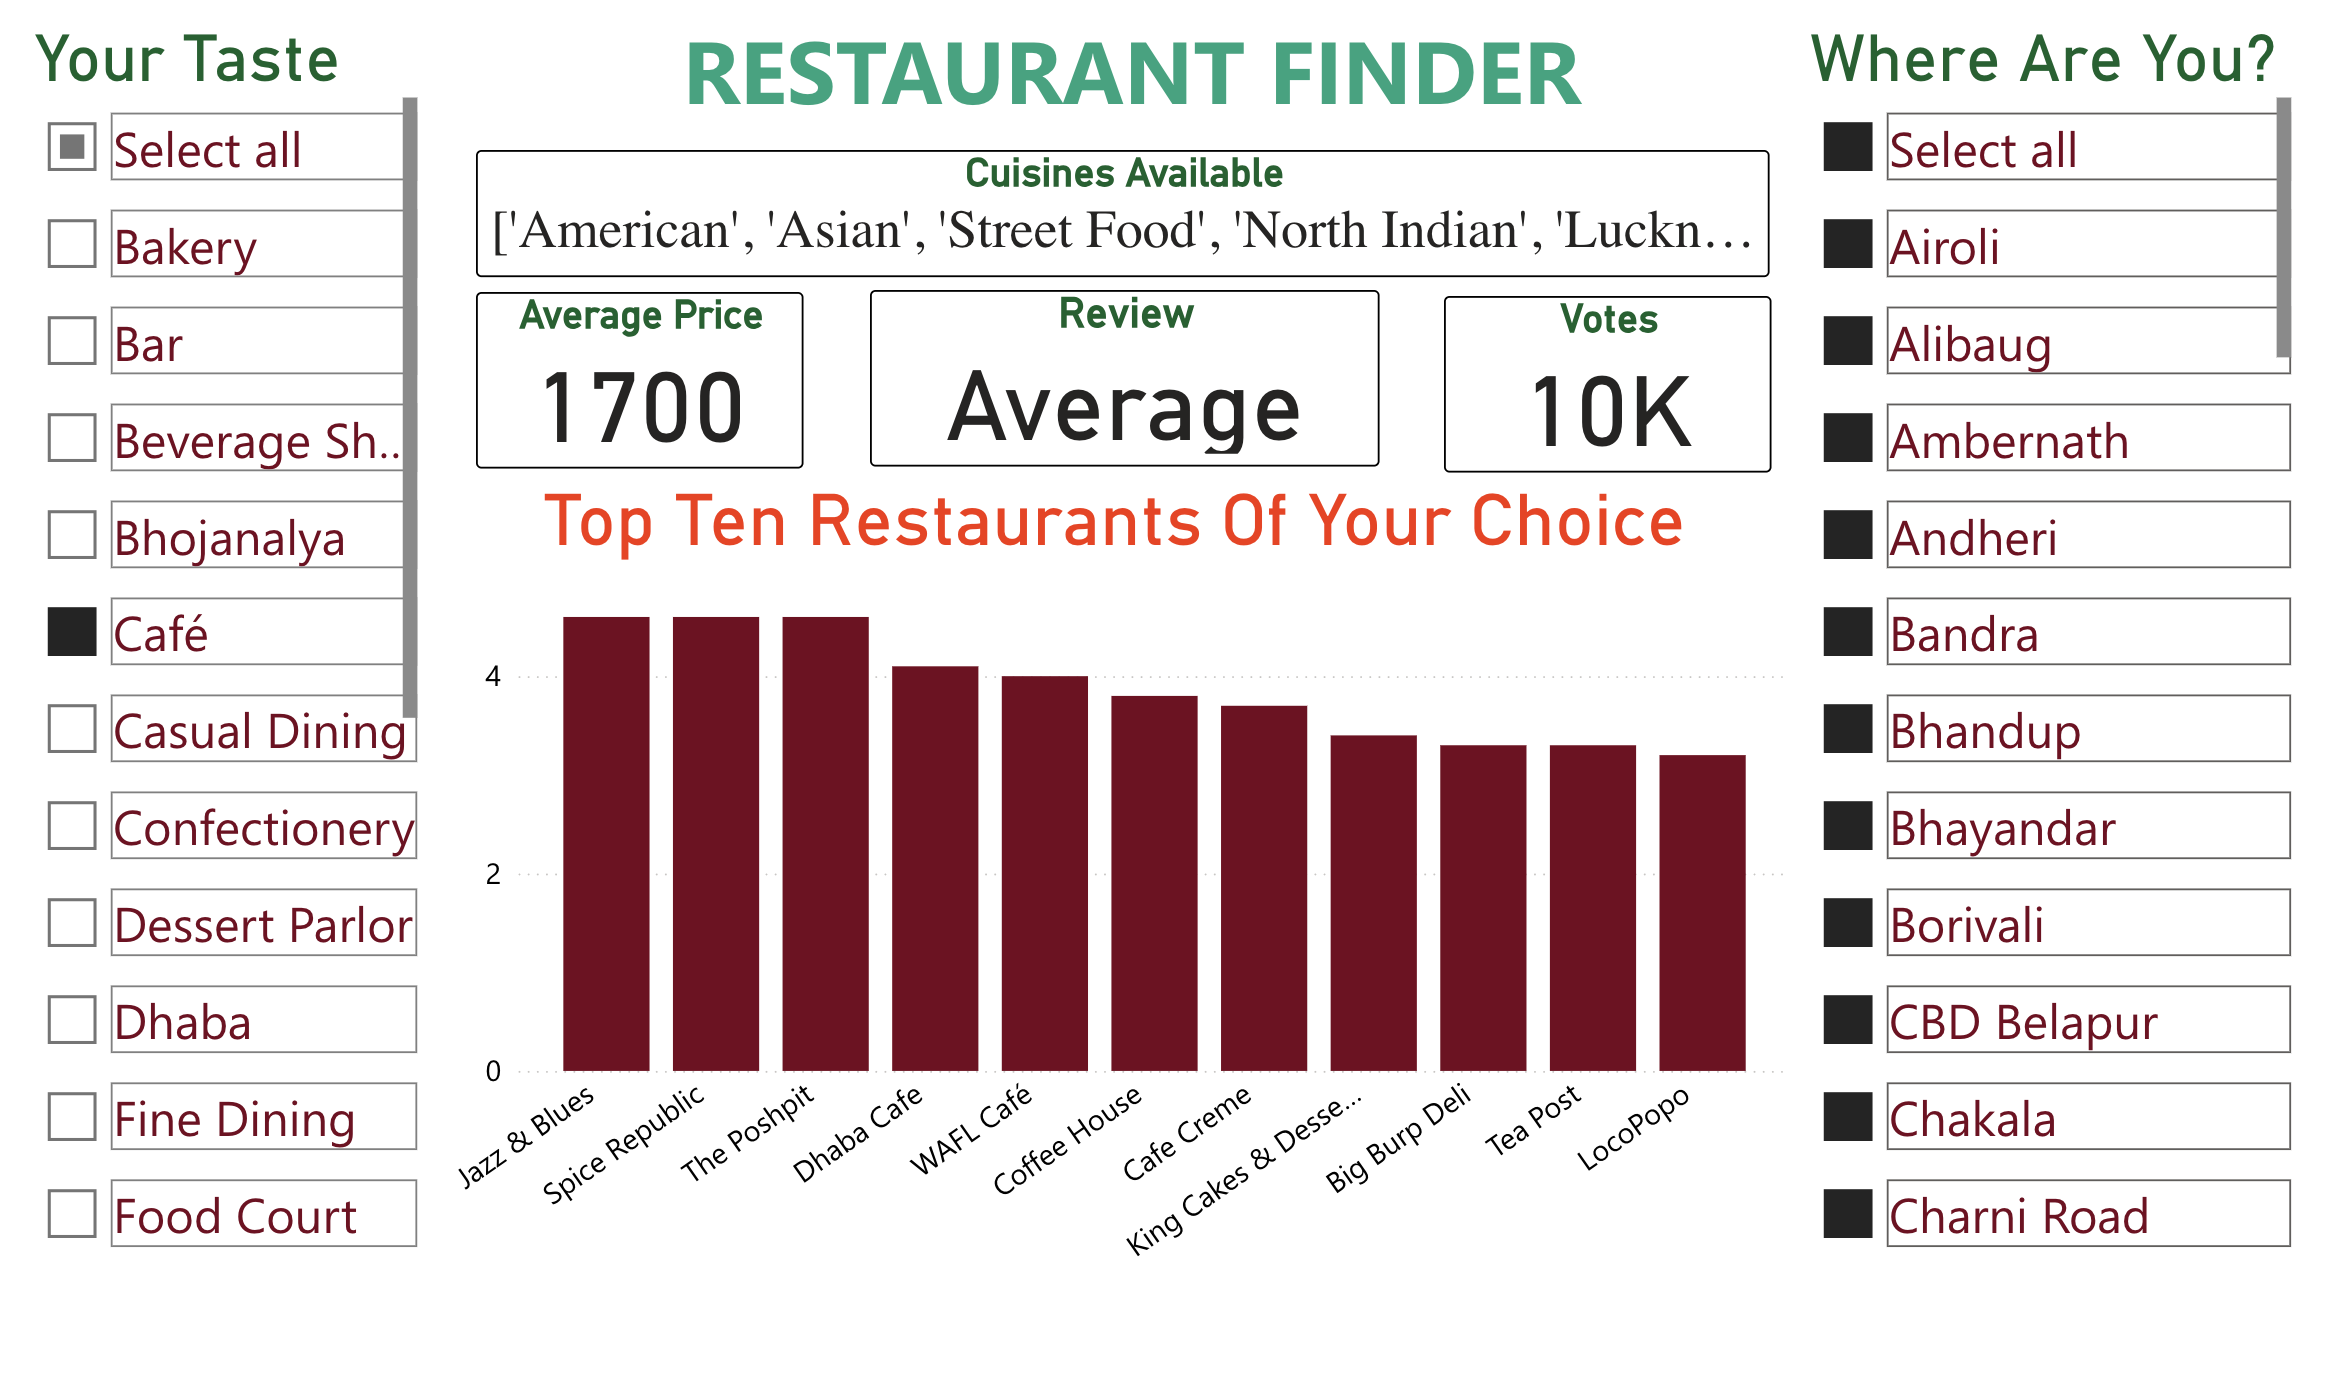 Your Taste
Select all
Bakery
Bar
Beverage Sh..
Bhojanalya
Café
Casual Dining
Confectionery
Dessert Parlor
Dhaba
Fine Dining
Food Court
RESTAURANT FINDER
Cuisines Available
['American', 'Asian', 'Street Food', 'North Indian', 'Luckn…
Average Price
1700
Review
Average
Votes
10K
Top Ten Restaurants Of Your Choice
4
2
0
Jazz & Blues
Spice Republic
The Poshpit
Dhaba Cafe
WAFL Café
Coffee House
Cafe Creme
King Cakes & Desse...
Big Burp Deli
Tea Post
LocoPopo
Where Are You?
Select all
Airoli
Alibaug
Ambernath
Andheri
Bandra
Bhandup
Bhayandar
Borivali
CBD Belapur
Chakala
Charni Road